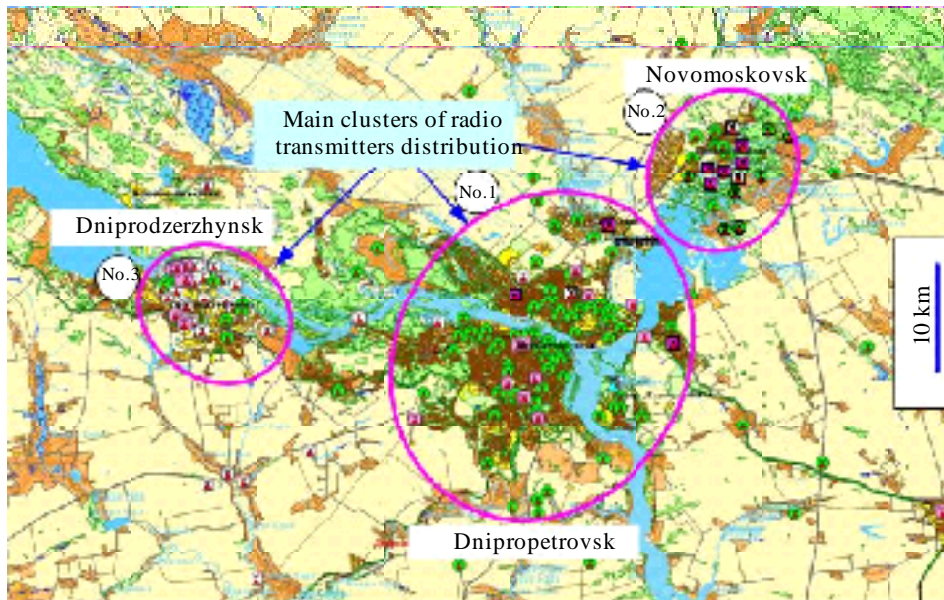 Novomoskovsk
No.2
Main clusters of radio
transmitters distribution
No.1
Dniprodzerzhynsk
No.3
10 km
Dnipropetrovsk